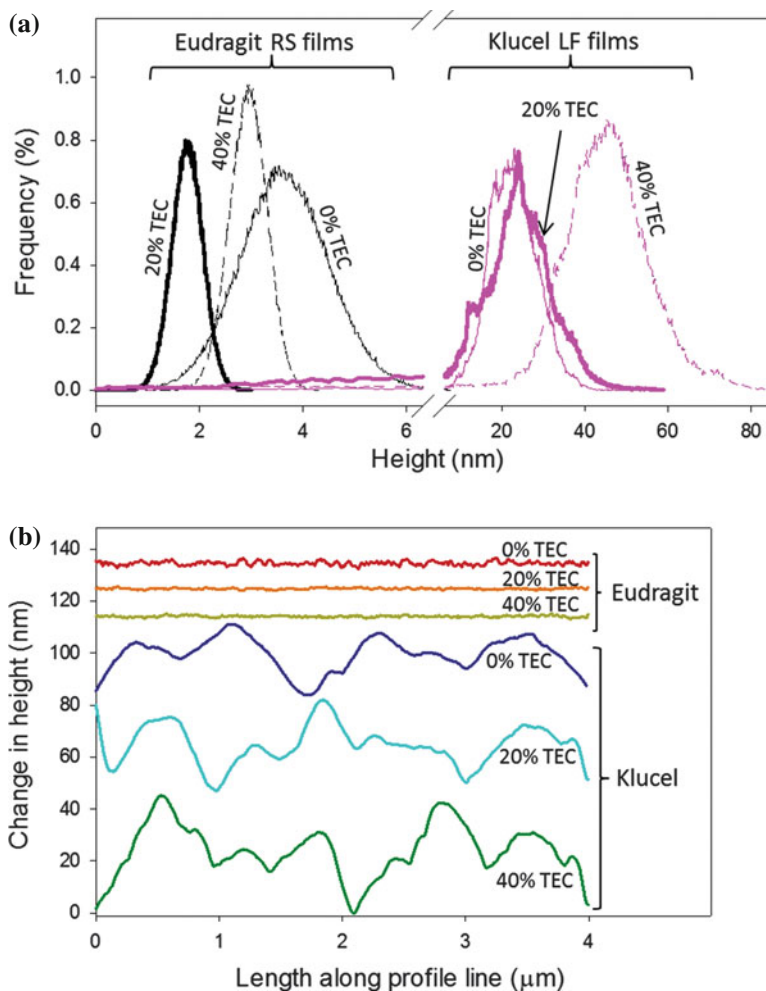 (a)
Eudragit RS films
Klucel LF films
1.0
0.8
0.6
0.4
0.2
0.0
Frequency (%)
20% TEC
40% TEC
0% TEC
0% TEC
20% TEC
40% TEC
0
2
4
6
20
40
60
80
Height (nm)
(b)
140
120
100
80
60
40
20
0
Change in height (nm)
0% TEC
20% TEC
40% TEC
Eudragit
0% TEC
20% TEC
40% TEC
Klucel
0
1
2
3
4
Length along profile line (μm)